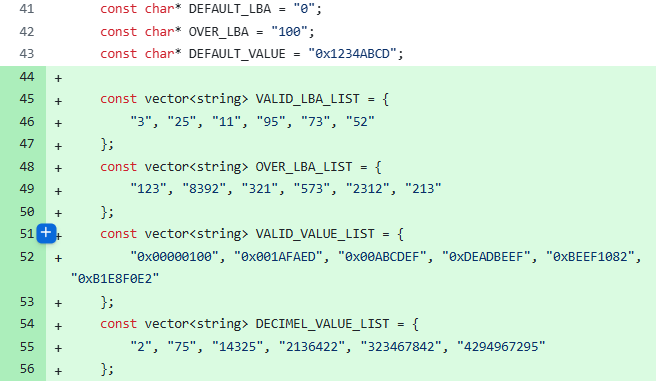 41 const char* DEFAULT_LBA = "0";
42 const char* OVER_LBA = "100";
43 const char* DEFAULT_VALUE = "0x1234ABCD";
44 +
45 + const vector<string> VALID_LBA_LIST = {
46 + "3", "25", "11", "95", "73", "52"
47 + };
48 + const vector<string> OVER_LBA_LIST = {
49 + "123", "8392", "321", "573", "2312", "213"
50 + };
51 + const vector<string> VALID_VALUE_LIST = {
52 + "0x00000100", "0x001AFAED", "0x00ABCDEF", "0xDEADBEEF", "0xBEEF1082",
"0xB1E8F0E2"
53 + };
54 + const vector<string> DECIMEL_VALUE_LIST = {
55 + "2", "75", "14325", "2136422", "323467842", "4294967295"
56 + };